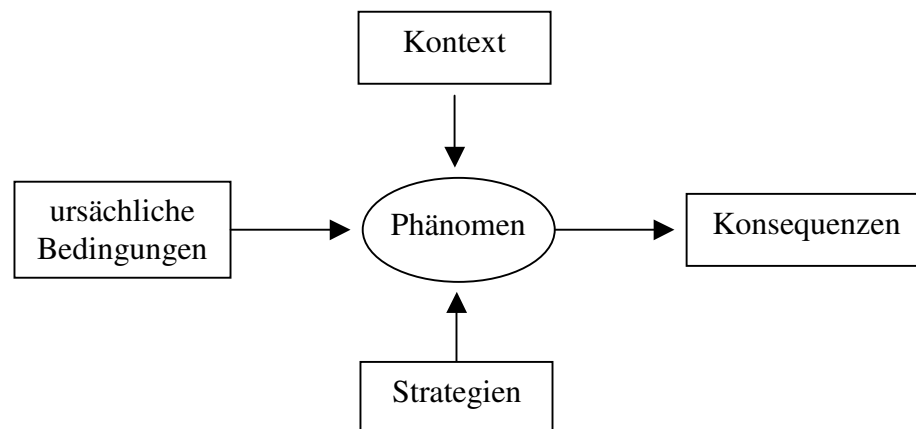 Kontext
ursächliche
Bedingungen
Phänomen
Konsequenzen
Strategien